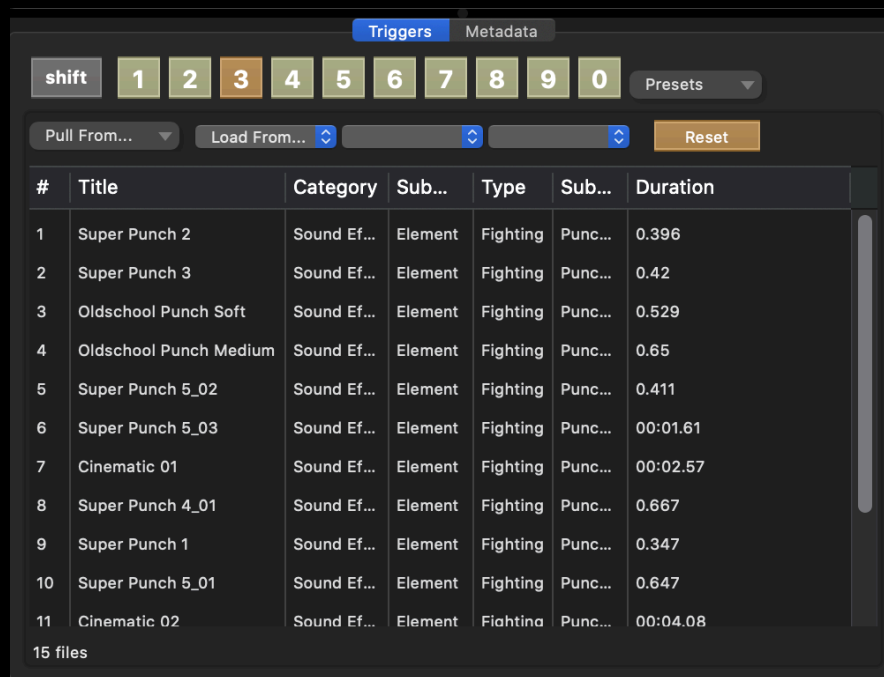 Triggers Metadata
shift 1 2 3 4 5 6 7 8 9 0 Presets
Pull From... Load From... Reset
# Title Category Sub... Type Sub... Duration
1 Super Punch 2 Sound Ef... Element Fighting Punc... 0.396
2 Super Punch 3 Sound Ef... Element Fighting Punc... 0.42
3 Oldschool Punch Soft Sound Ef... Element Fighting Punc... 0.529
4 Oldschool Punch Medium Sound Ef... Element Fighting Punc... 0.65
5 Super Punch 5_02 Sound Ef... Element Fighting Punc... 0.411
6 Super Punch 5_03 Sound Ef... Element Fighting Punc... 00:01.61
7 Cinematic 01 Sound Ef... Element Fighting Punc... 00:02.57
8 Super Punch 4_01 Sound Ef... Element Fighting Punc... 0.667
9 Super Punch 1 Sound Ef... Element Fighting Punc... 0.347
10 Super Punch 5_01 Sound Ef... Element Fighting Punc... 0.647
11 Cinematic 02 Sound Ef... Element Fighting Punc... 00:04.08
15 files